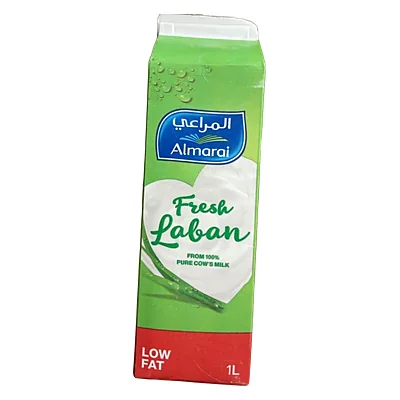 المراعي
Almarai
Fresh
Laban
FROM 100%
PURE COW'S MILK
LOW
FAT
1L